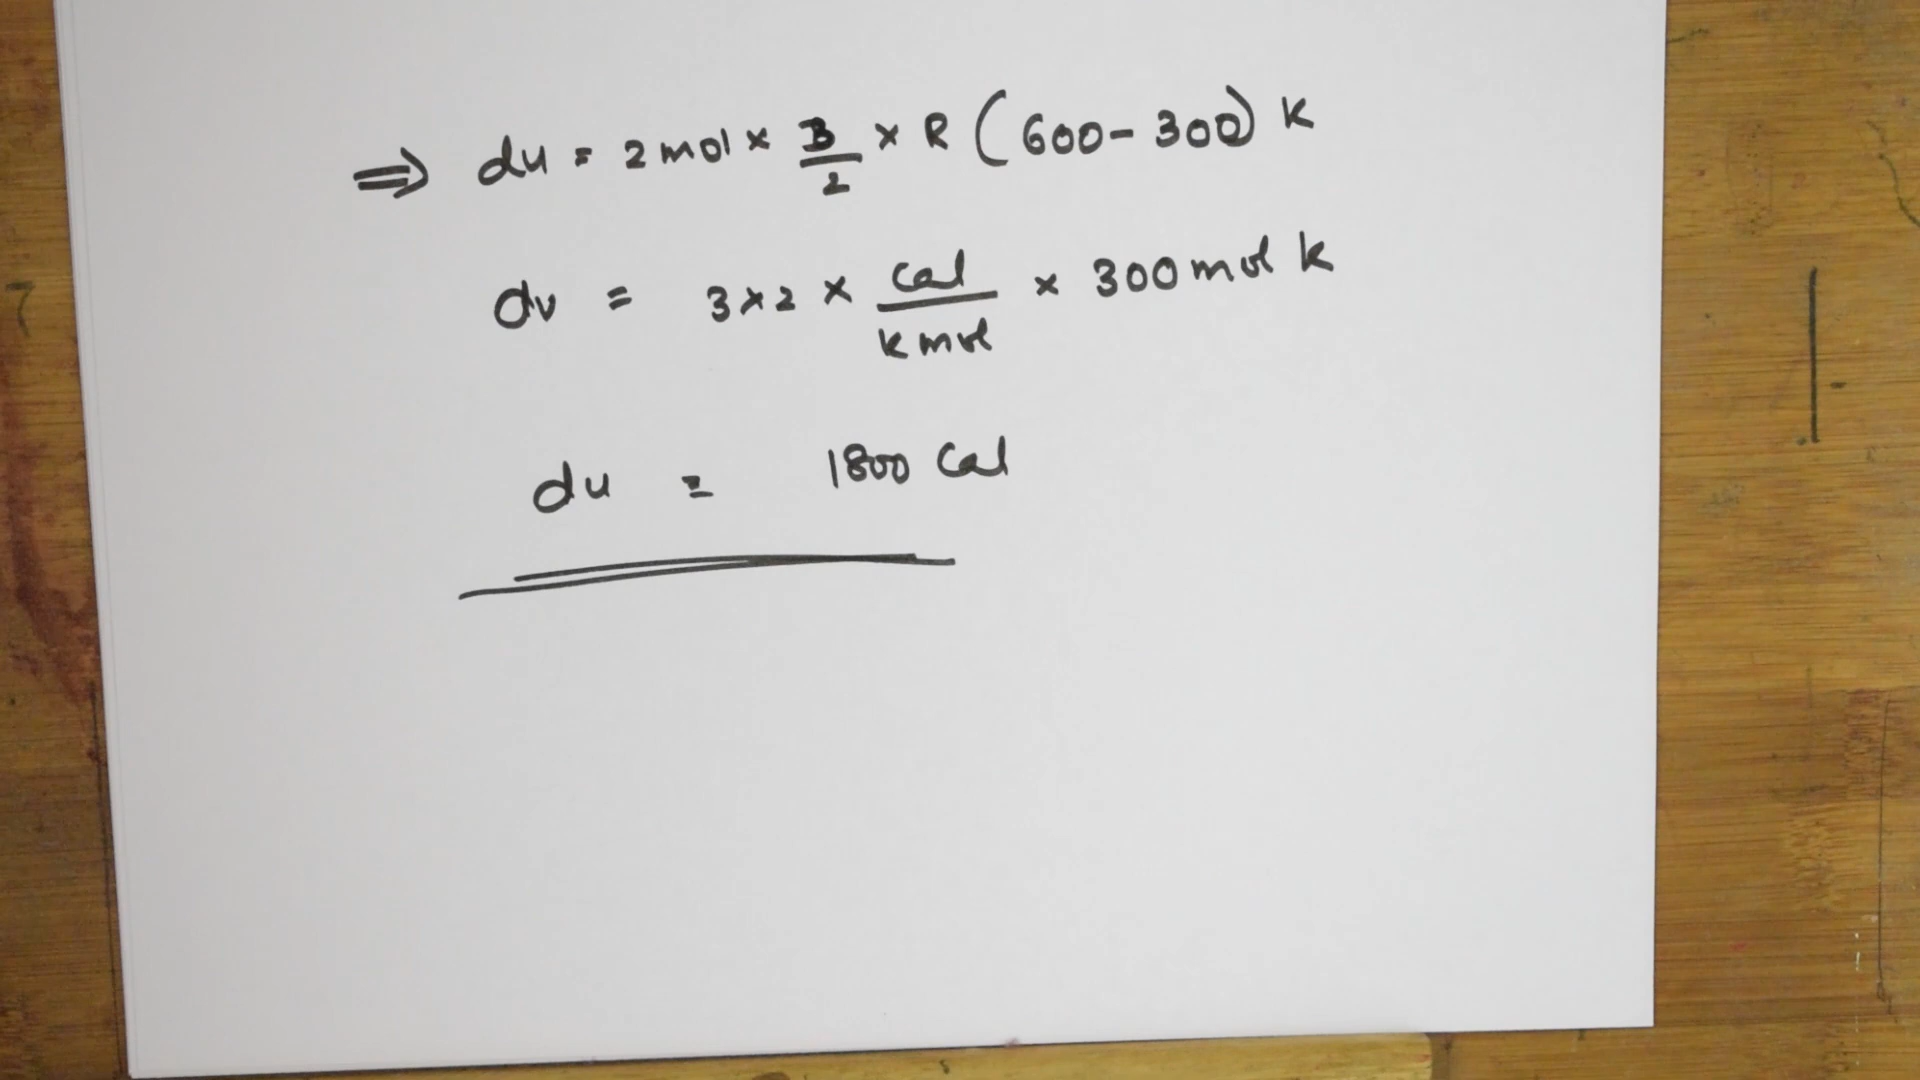 ⇒ du = 2 mol × 3/2 × R (600 - 300) K
dv = 3 × 2 × cal/k mol × 300 mol k
du = 1800 Cal